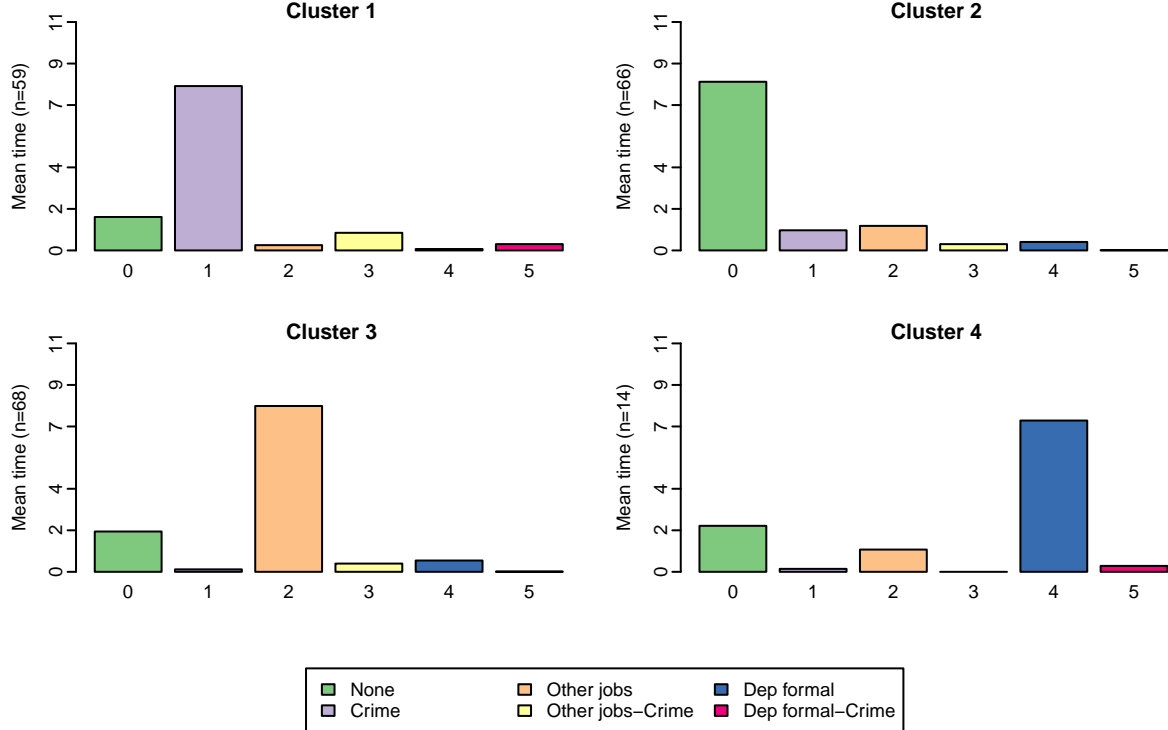 Cluster 1
Mean time (n=59)
0 2 4 7 9 11
0 1 2 3 4 5
Cluster 2
Mean time (n=66)
0 2 4 7 9 11
0 1 2 3 4 5
Cluster 3
Mean time (n=68)
0 2 4 7 9 11
0 1 2 3 4 5
Cluster 4
Mean time (n=14)
0 2 4 7 9 11
0 1 2 3 4 5
None Other jobs Dep formal
Crime Other jobs−Crime Dep formal−Crime